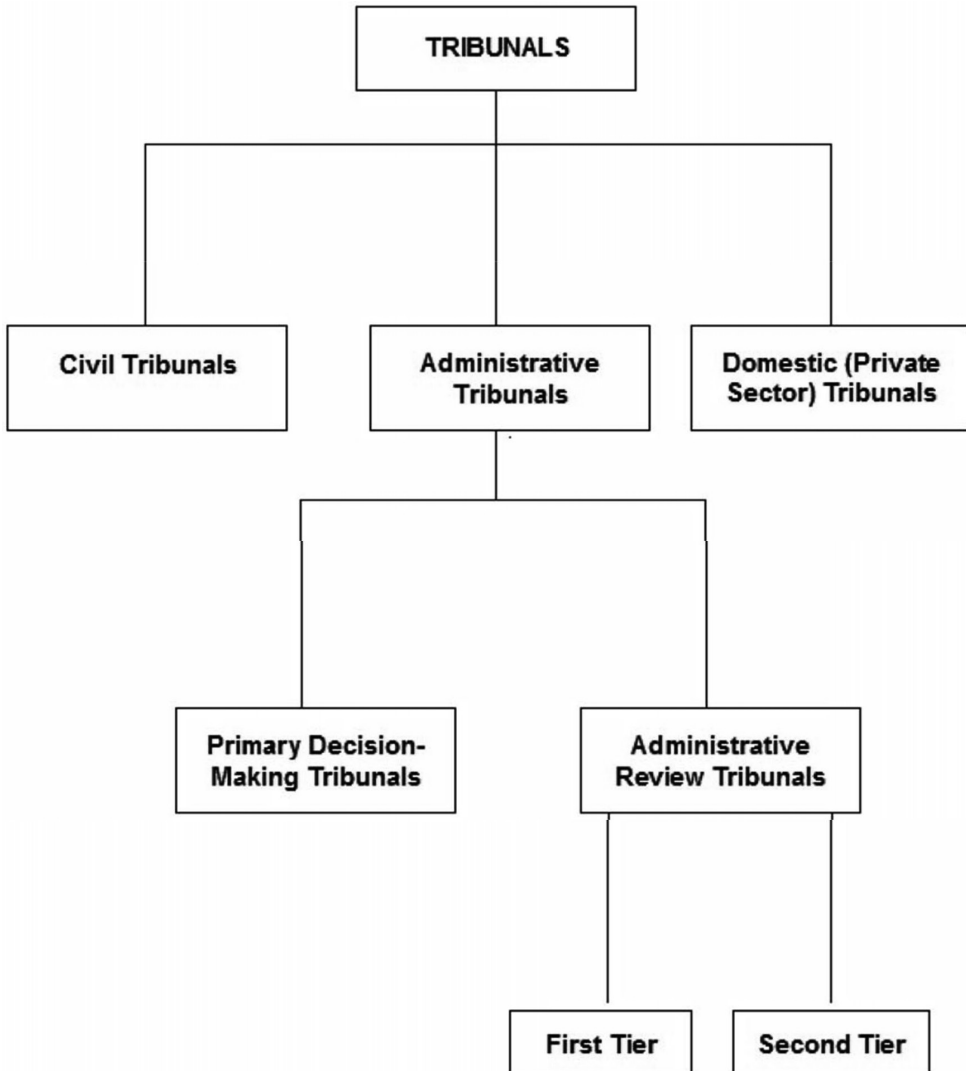 TRIBUNALS
Civil Tribunals
Administrative
Tribunals
Domestic (Private
Sector) Tribunals
Primary Decision-
Making Tribunals
Administrative
Review Tribunals
First Tier
Second Tier